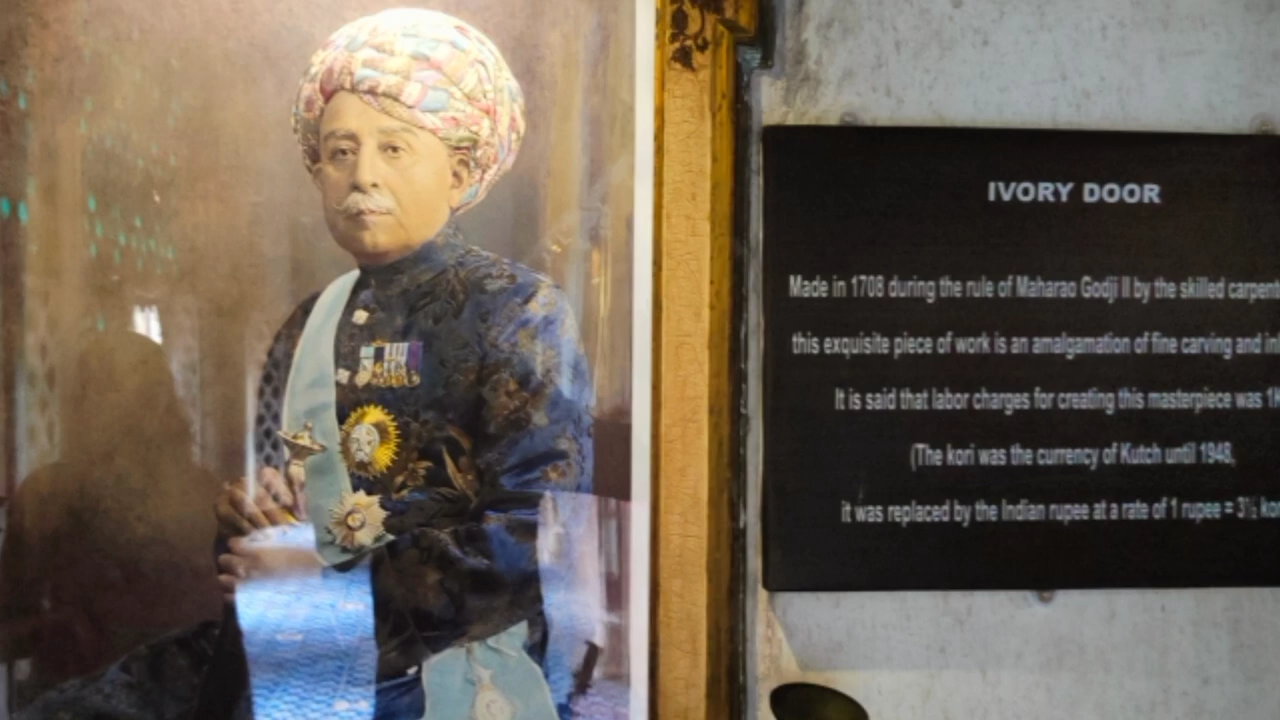 IVORY DOOR
Made in 1708 during the rule of Maharao Godji II by the skilled carpent
this exquisite piece of work is an amalgamation of fine carving and in
It is said that labor charges for creating this masterpiece was 1
(The kori was the currency of Kutch until 1948,
it was replaced by the Indian rupee at a rate of 1 rupee = 3½ ko